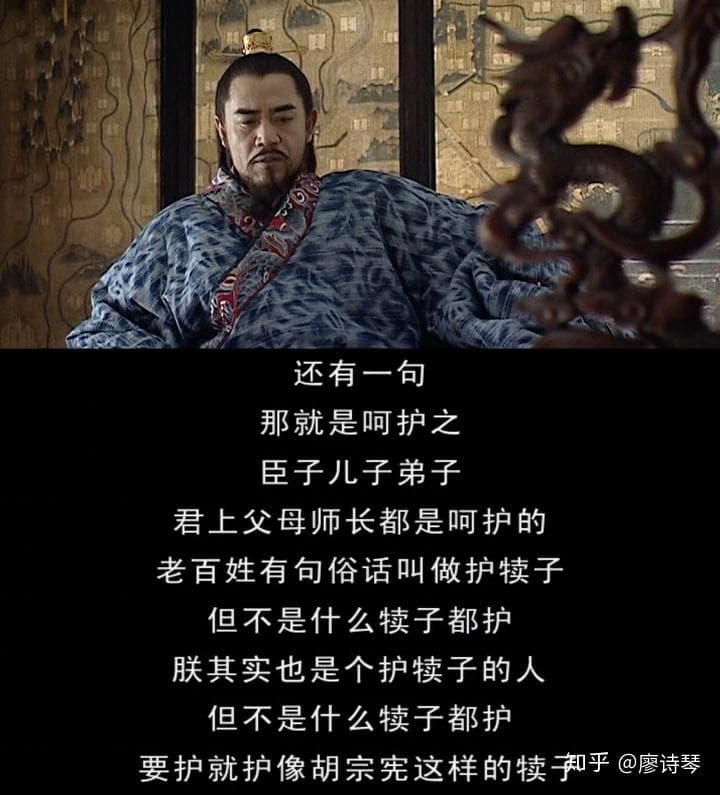 还有一句
那就是呵护之
臣子儿子弟子
君上父母师长都是呵护的
老百姓有句俗话叫做护犊子
但不是什么犊子都护
朕其实也是个护犊子的人
但不是什么犊子都护
要护就护像胡宗宪这样的犊子
知乎 @廖诗琴